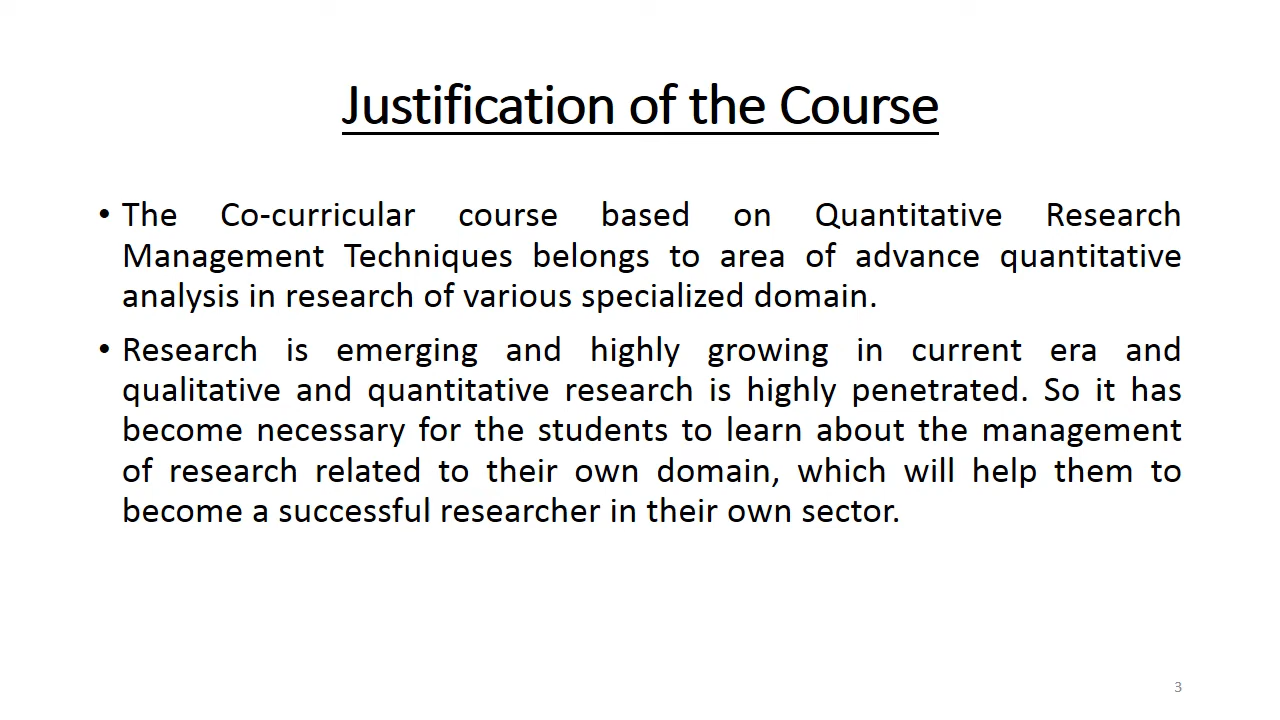 Justification of the Course
• The Co-curricular course based on Quantitative Research
Management Techniques belongs to area of advance quantitative
analysis in research of various specialized domain.
• Research is emerging and highly growing in current era and
qualitative and quantitative research is highly penetrated. So it has
become necessary for the students to learn about the management
of research related to their own domain, which will help them to
become a successful researcher in their own sector.
3